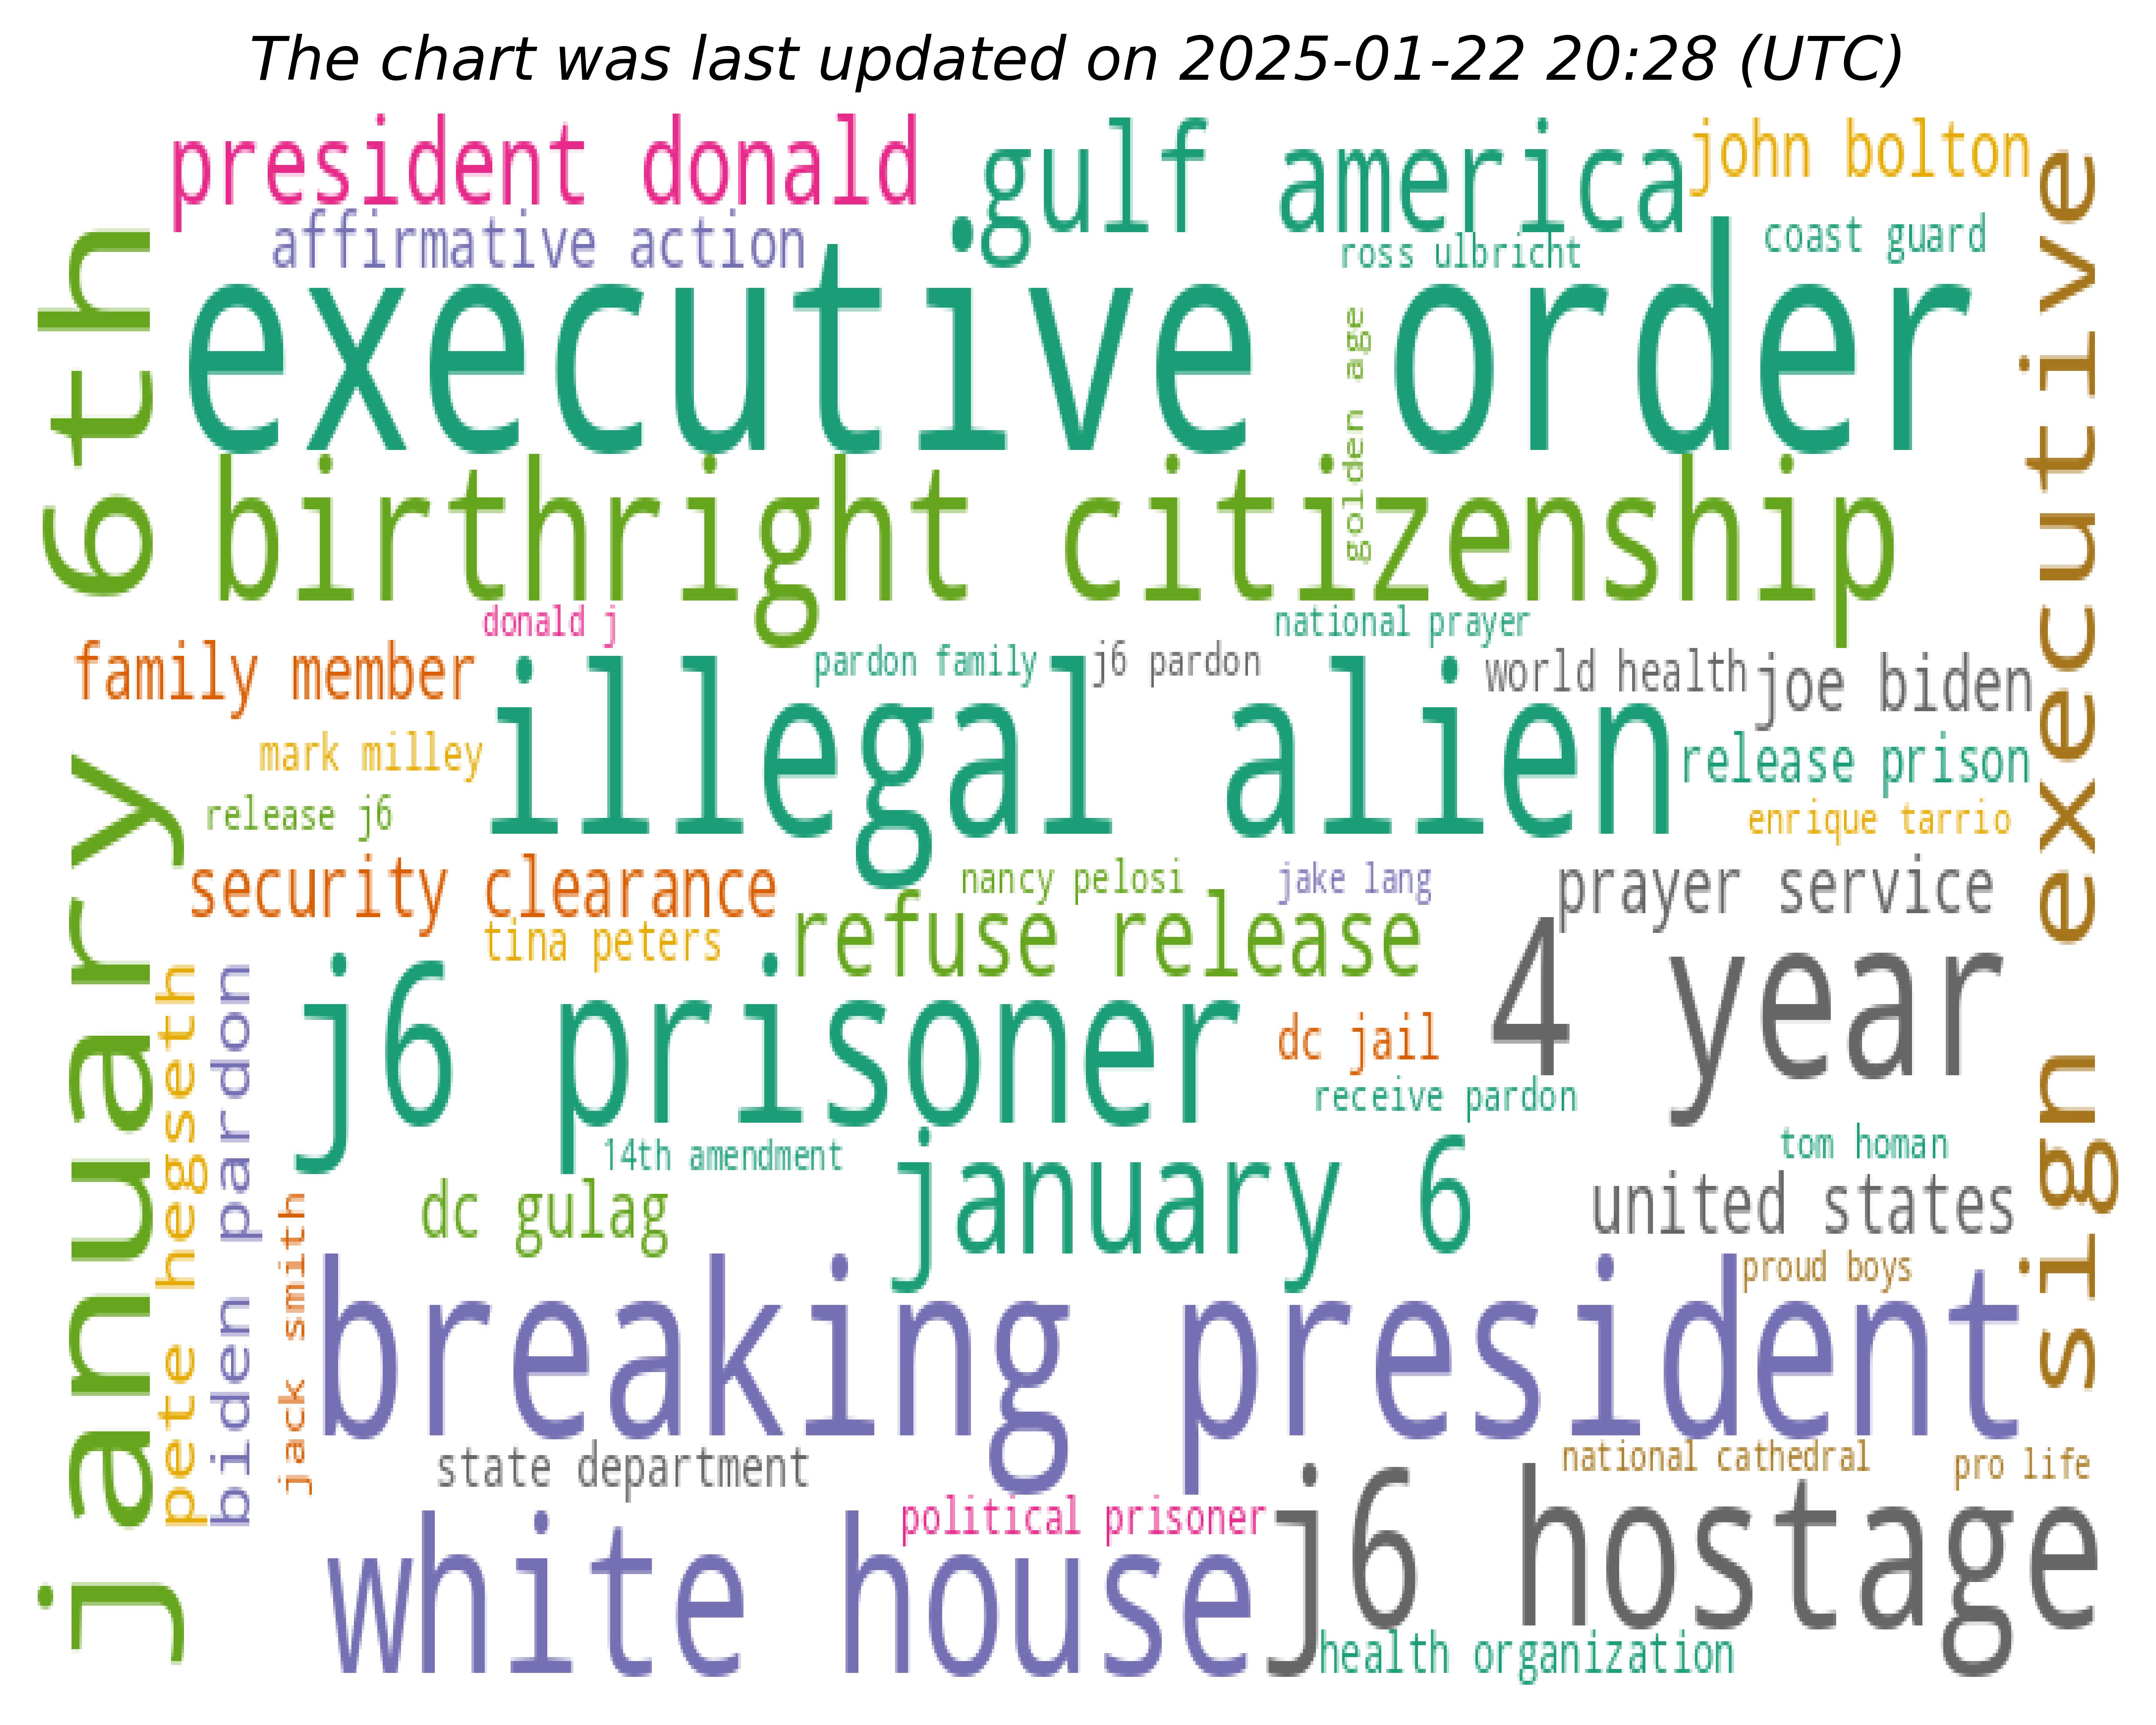 The chart was last updated on 2025-01-22 20:28 (UTC)
president donald
gulf america
john bolton
affirmative action
ross ulbricht
coast guard
executive order
golden age
birthright citizenship
january 6th
sign executive
donald j
national prayer
family member
pardon family
j6 pardon
world health
joe biden
illegal alien
mark milley
release prison
release j6
enrique tarrio
security clearance
nancy pelosi
jake lang
prayer service
tina peters
refuse release
4 year
j6 prisoner
dc jail
receive pardon
pete hegseth
biden pardon
14th amendment
january 6
tom homan
dc gulag
united states
jack smith
proud boys
breaking president
state department
national cathedral
pro life
political prisoner
j6 hostage
white house
health organization